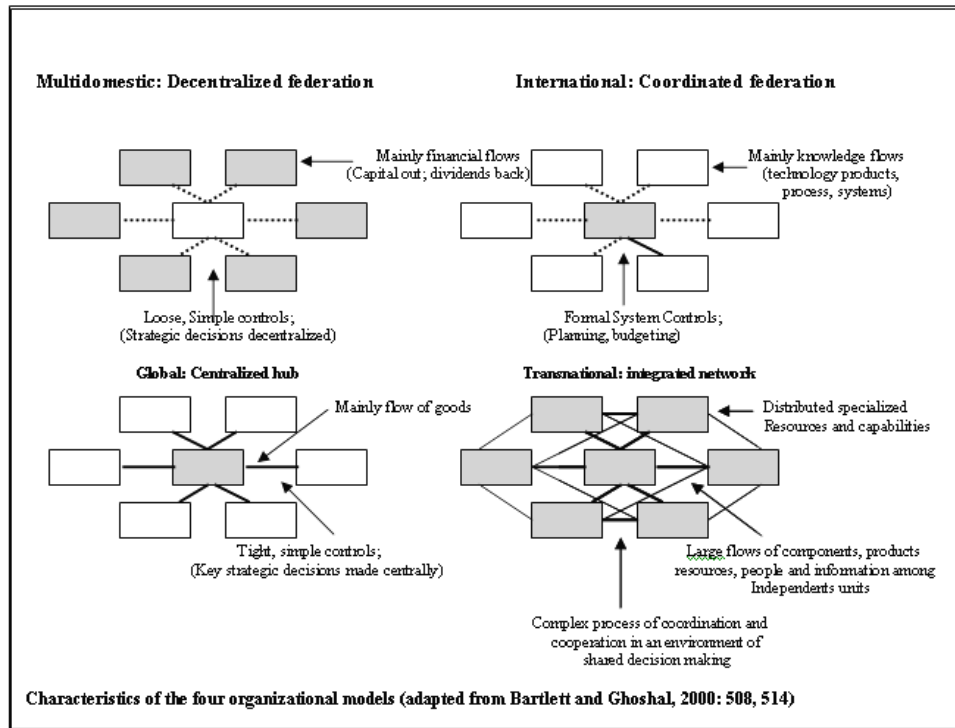 Multidomestic: Decentralized federation
International: Coordinated federation
Mainly financial flows
(Capital out; dividends back)
Mainly knowledge flows
(technology products,
process, systems)
Loose, Simple controls;
(Strategic decisions decentralized)
Formal System Controls;
(Planning, budgeting)
Global: Centralized hub
Transnational: integrated network
Mainly flow of goods
Distributed specialized
Resources and capabilities
Tight, simple controls;
(Key strategic decisions made centrally)
Large flows of components, products
resources, people and information among
Independents units
Complex process of coordination and
cooperation in an environment of
shared decision making
Characteristics of the four organizational models (adapted from Bartlett and Ghoshal, 2000: 508, 514)